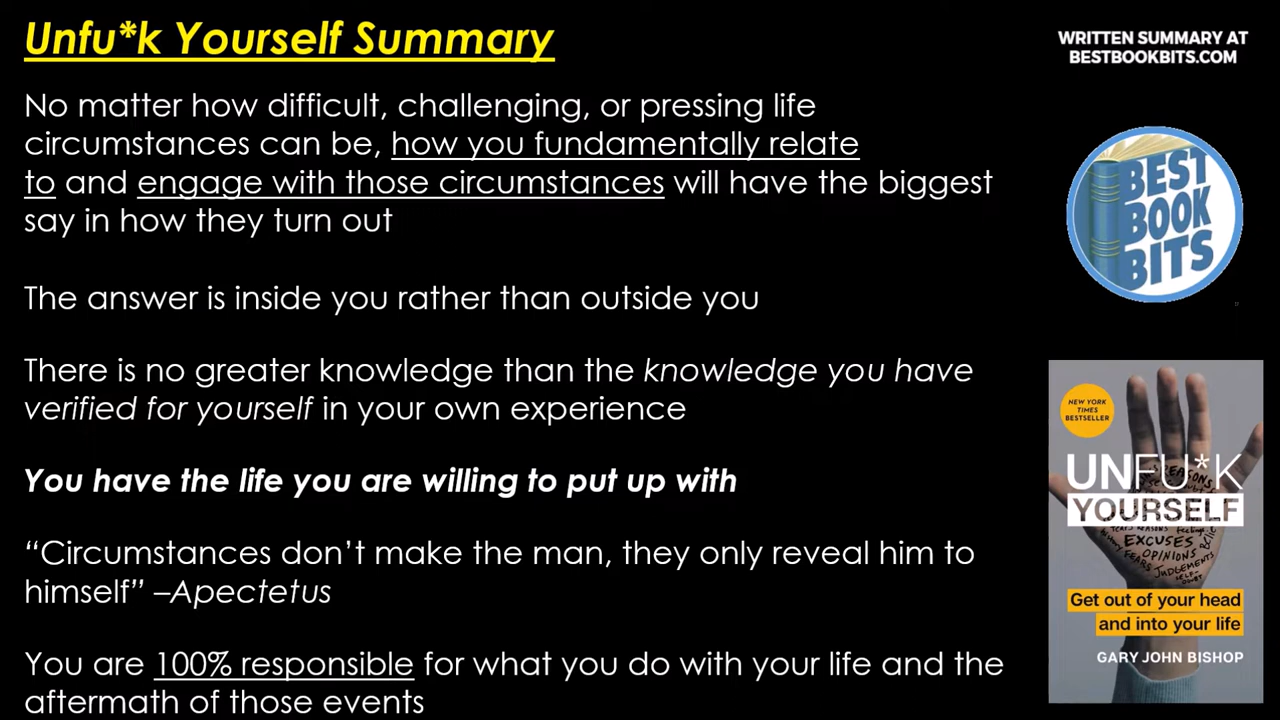 Unfu*k Yourself Summary
WRITTEN SUMMARY AT
BESTBOOKBITS.COM
No matter how difficult, challenging, or pressing life
circumstances can be, how you fundamentally relate
to and engage with those circumstances will have the biggest
say in how they turn out
BEST
BOOK
BITS
The answer is inside you rather than outside you
There is no greater knowledge than the knowledge you have
verified for yourself in your own experience
You have the life you are willing to put up with
“Circumstances don’t make the man, they only reveal him to
himself” –Apectetus
You are 100% responsible for what you do with your life and the
aftermath of those events
NEW YORK
TIMES
BESTSELLER
UNFU*K
YOURSELF
EXCUSES
OPINIONS
FEARS
JUDGEMENTS
SELF-
DOUBT
Get out of your head
and into your life
GARY JOHN BISHOP